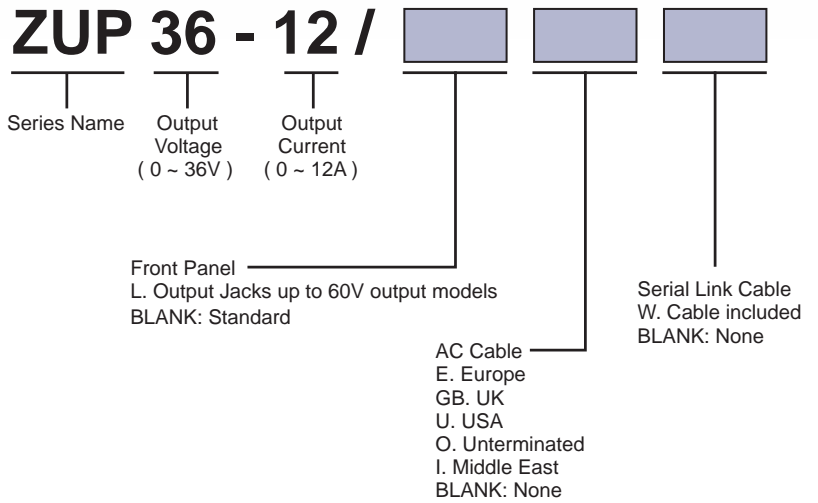 ZUP 36 - 12 /
Series Name
Output
Voltage
( 0 ~ 36V )
Output
Current
( 0 ~ 12A )
Front Panel
L. Output Jacks up to 60V output models
BLANK: Standard
AC Cable
E. Europe
GB. UK
U. USA
O. Unterminated
I. Middle East
BLANK: None
Serial Link Cable
W. Cable included
BLANK: None